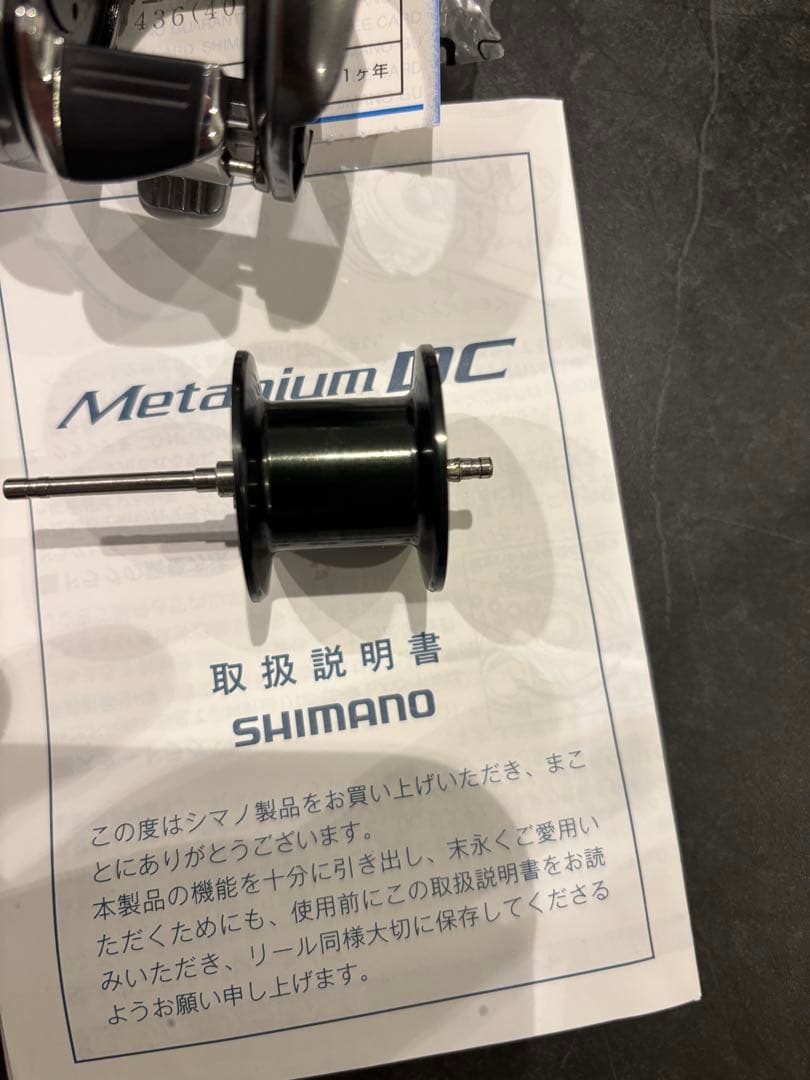 436(40
1ヶ年
Metanium DC
取扱説明書
SHIMANO
この度はシマノ製品をお買い上げいただき、まこ
とにありがとうございます。
本製品の機能を十分に引き出し、末永くご愛用い
ただくためにも、使用前にこの取扱説明書をお読
みいただき、リール同様大切に保存してくださる
ようお願い申し上げます。